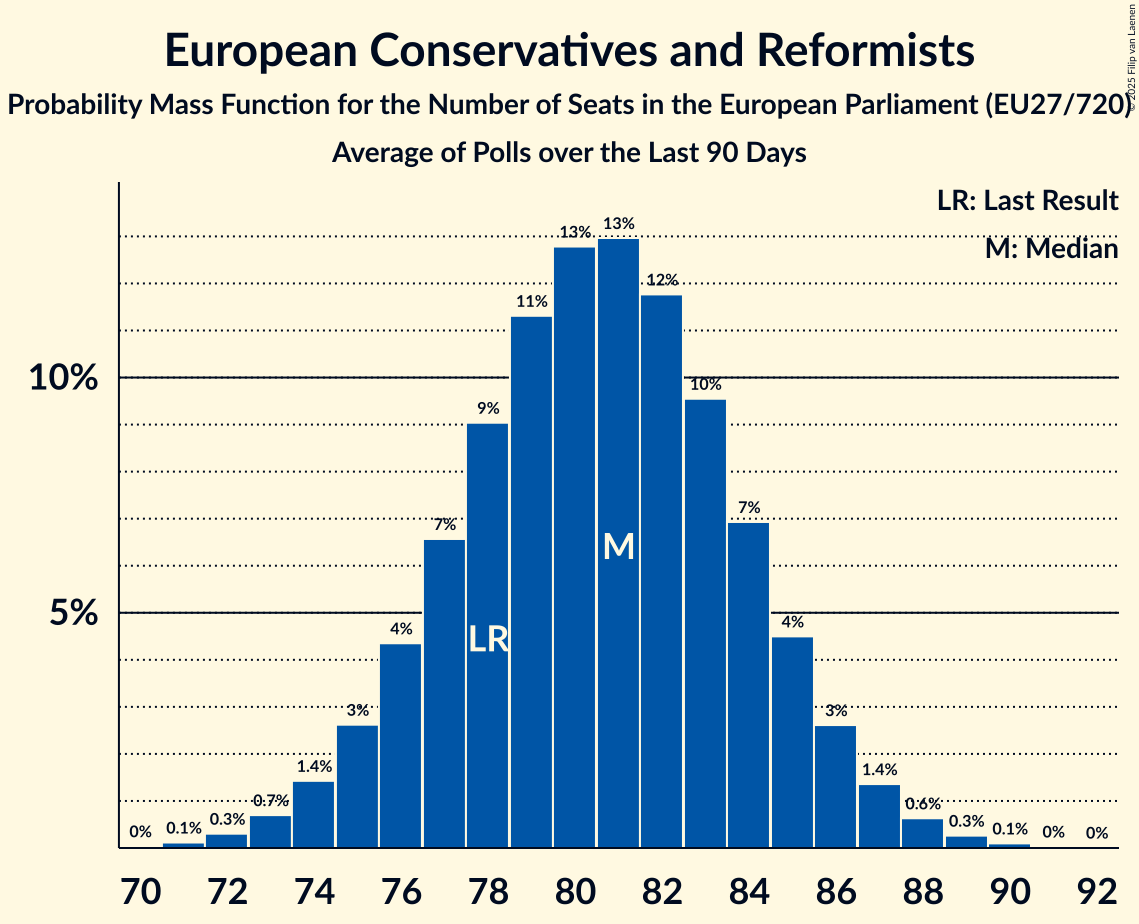 European Conservatives and Reformists
Probability Mass Function for the Number of Seats in the European Parliament (EU27/720)
Average of Polls over the Last 90 Days
© 2025 Filip van Laenen
LR: Last Result
M: Median
10%
5%
0%
0.1%
0.3%
0.7%
1.4%
3%
4%
7%
9%
11%
13%
13%
12%
10%
7%
4%
3%
1.4%
0.6%
0.3%
0.1%
0%
0%
LR
M
70 72 74 76 78 80 82 84 86 88 90 92